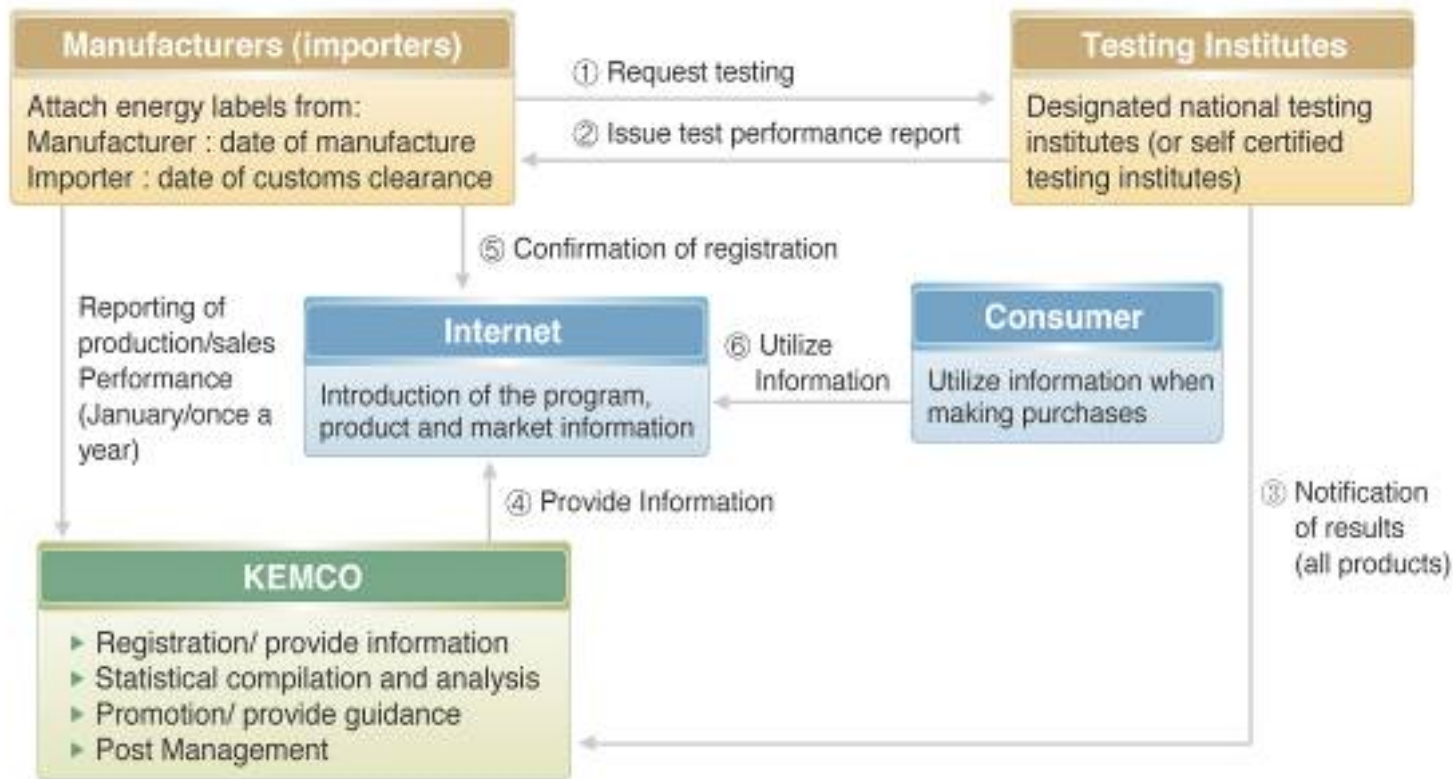 Manufacturers (importers)
Attach energy labels from:
Manufacturer : date of manufacture
Importer : date of customs clearance
① Request testing
② Issue test performance report
Testing Institutes
Designated national testing
institutes (or self certified
testing institutes)
⑤ Confirmation of registration
Reporting of
production/sales
Performance
(January/once a
year)
Internet
Introduction of the program,
product and market information
⑥ Utilize
Information
Consumer
Utilize information when
making purchases
④ Provide Information
③ Notification
of results
(all products)
KEMCO
▸ Registration/ provide information
▸ Statistical compilation and analysis
▸ Promotion/ provide guidance
▸ Post Management